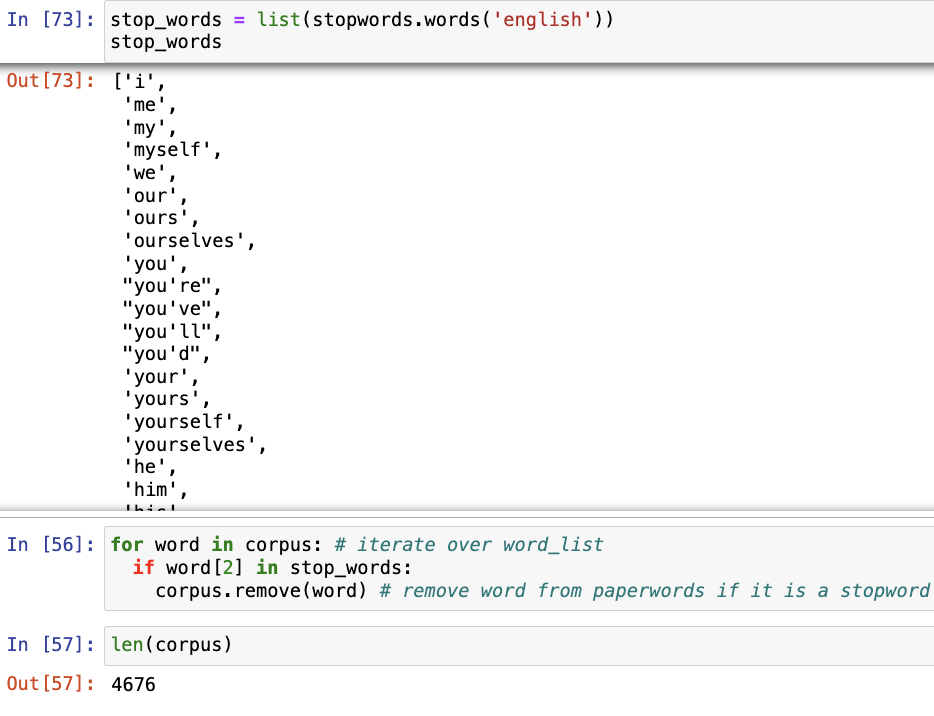 In [73]: stop_words = list(stopwords.words('english'))
stop_words
Out[73]: ['i',
'me',
'my',
'myself',
'we',
'our',
'ours',
'ourselves',
'you',
"you're",
"you've",
"you'll",
"you'd",
'your',
'yours',
'yourself',
'yourselves',
'he',
'him',
In [56]: for word in corpus: # iterate over word_list
if word[2] in stop_words:
corpus.remove(word) # remove word from paperwords if it is a stopword
In [57]: len(corpus)
Out[57]: 4676